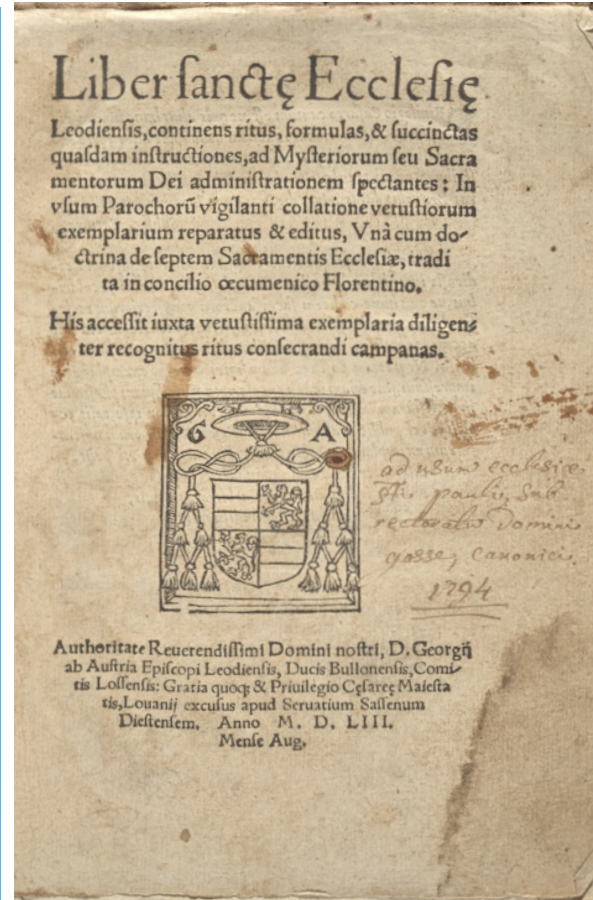 Liber ſanctę Eccleſię
Leodienſis,continens ritus, formulas,& ſuccinctas
quaſdam inſtructiones,ad Myſteriorum ſeu Sacra
mentorum Dei adminiſtrationem ſpectantes : In
vſum Parochorū vigilanti collatione vetuſtiorum
exemplarium reparatus & editus, Vnà cum do-
ctrina de ſeptem Sacramentis Eccleſiæ, tradi
ta in concilio œcumenico Florentino.
His acceſſit iuxta vetuſtiſſima exemplaria diligen-
ter recognitus ritus conſecrandi campanas.
G A
ad usum ecclesiæ
Sti pauli, sub
rectoratu domini
gosse, canonici.
1794
Authoritate Reuerendiſſimi Domini noſtri, D. Georgij
ab Auſtria Epiſcopi Leodienſis, Ducis Bullonenſis,Comi-
tis Loſſenſis: Gratia quoqꝫ & Priuilegio Cęſareę Maieſta
tis,Louanij excuſus apud Seruatium Saſſenum
Dieſtenſem. Anno M. D. LIII.
Menſe Aug.